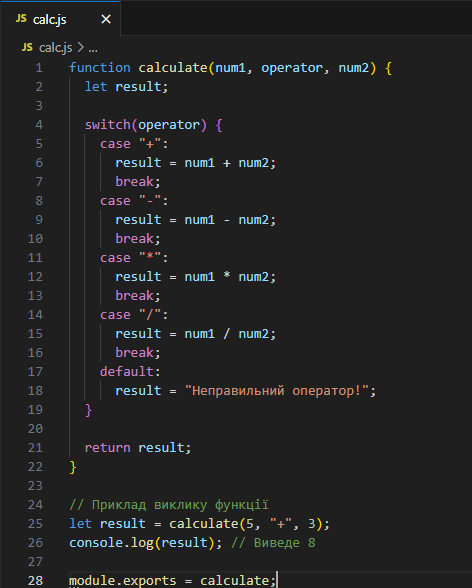 JS calc.js ×
JS calc.js > ...
1 function calculate(num1, operator, num2) {
2   let result;
3
4   switch(operator) {
5     case "+":
6       result = num1 + num2;
7       break;
8     case "-":
9       result = num1 - num2;
10       break;
11     case "*":
12       result = num1 * num2;
13       break;
14     case "/":
15       result = num1 / num2;
16       break;
17     default:
18       result = "Неправильний оператор!";
19   }
20
21   return result;
22 }
23
24 // Приклад виклику функції
25 let result = calculate(5, "+", 3);
26 console.log(result); // Виведе 8
27
28 module.exports = calculate;